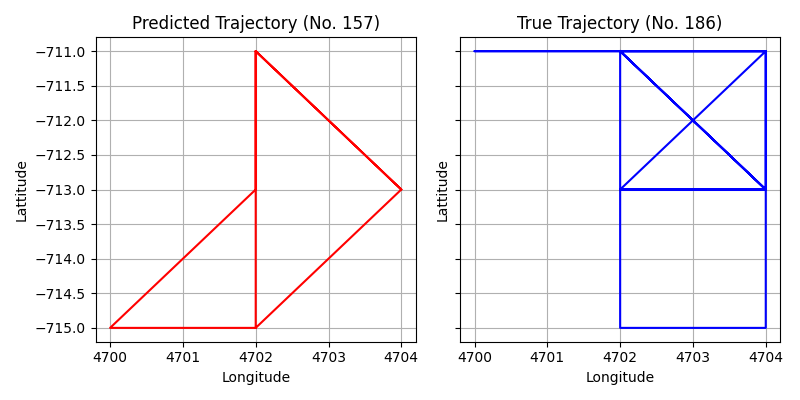 Predicted Trajectory (No. 157)
True Trajectory (No. 186)
−711.0
−711.5
−712.0
−712.5
−713.0
−713.5
−714.0
−714.5
−715.0
Lattitude
Lattitude
4700 4701 4702 4703 4704
4700 4701 4702 4703 4704
Longitude
Longitude